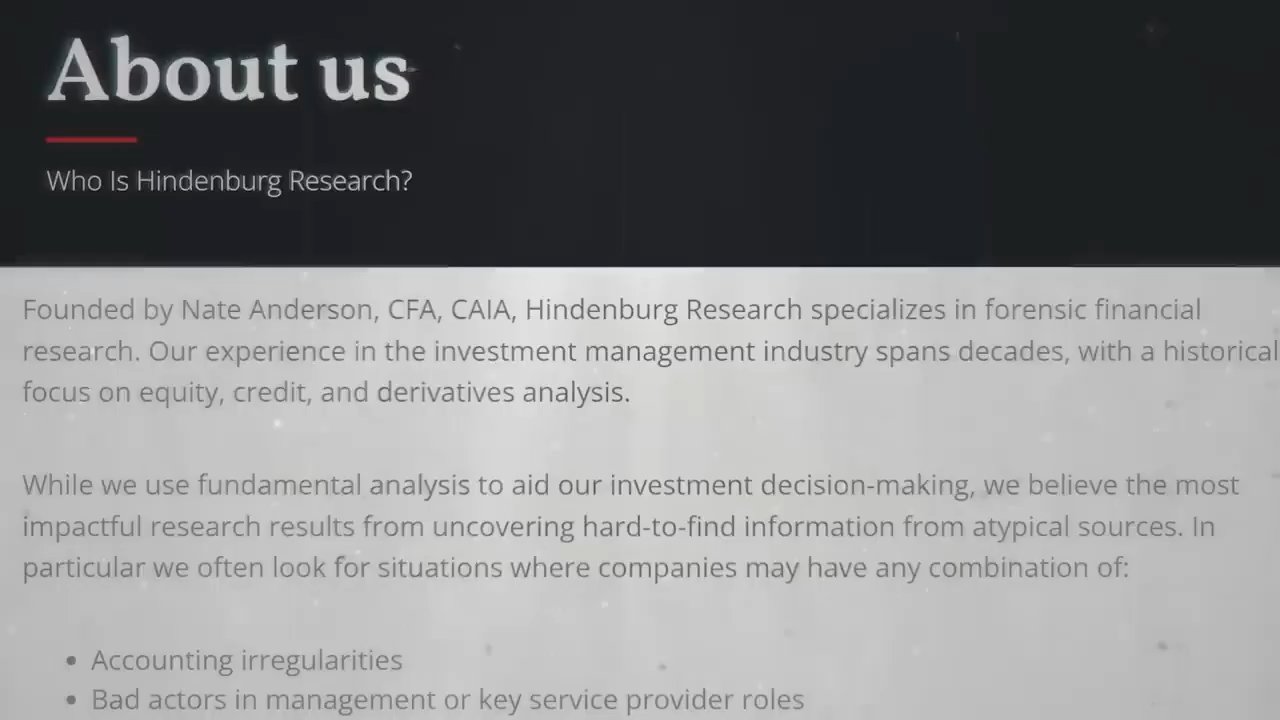 About us
Who Is Hindenburg Research?
Founded by Nate Anderson, CFA, CAIA, Hindenburg Research specializes in forensic financial
research. Our experience in the investment management industry spans decades, with a historical
focus on equity, credit, and derivatives analysis.
While we use fundamental analysis to aid our investment decision-making, we believe the most
impactful research results from uncovering hard-to-find information from atypical sources. In
particular we often look for situations where companies may have any combination of:
• Accounting irregularities
• Bad actors in management or key service provider roles